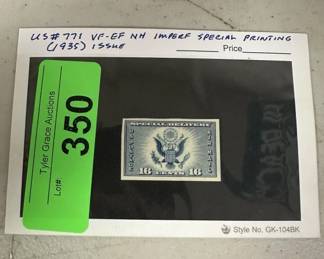 US # 771 VF-EF NH IMPERF SPECIAL PRINTING
(1935) ISSUE
Price
Tyler Grace Auctions
Lot#
350
SPECIAL DELIVERY
16 CENTS 16
Style No. GK-104BK